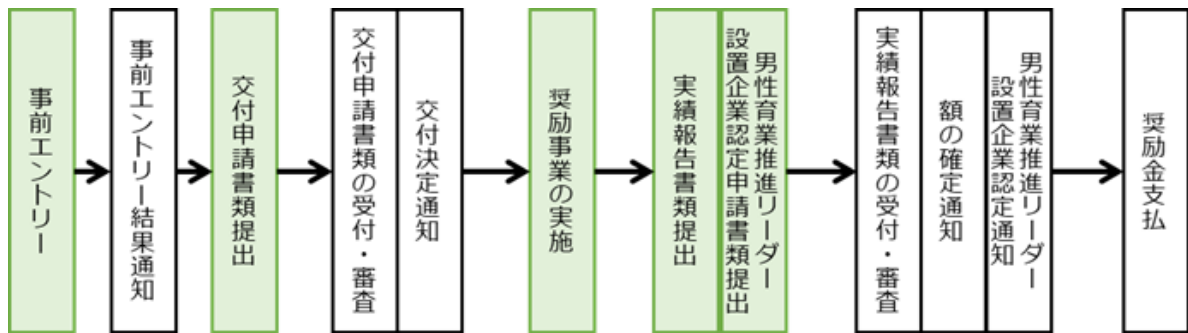 事前エントリー
事前エントリー結果通知
交付申請書類提出
交付申請書類の受付・審査
交付決定通知
奨励事業の実施
実績報告書類提出
男性育業推進リーダー
設置企業認定申請書類提出
実績報告書類の受付・審査
額の確定通知
男性育業推進リーダー
設置企業認定通知
奨励金支払